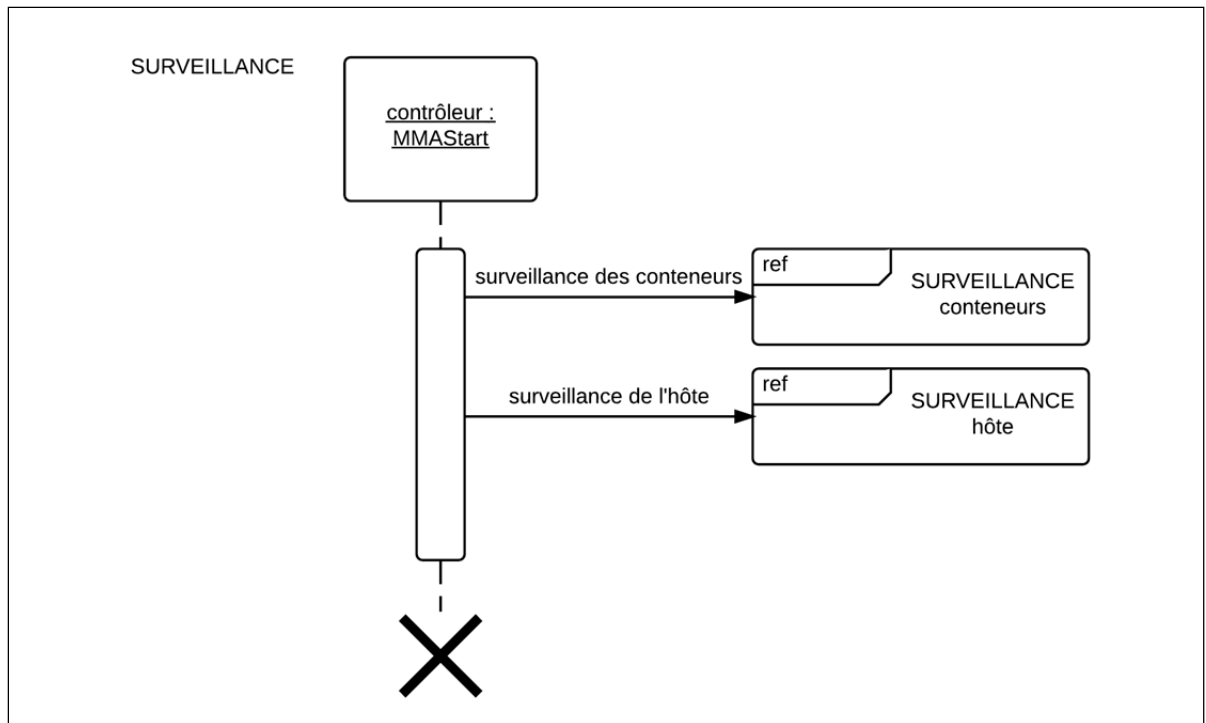 SURVEILLANCE
contrôleur :
MMAStart
surveillance des conteneurs
ref
SURVEILLANCE
conteneurs
surveillance de l'hôte
ref
SURVEILLANCE
hôte